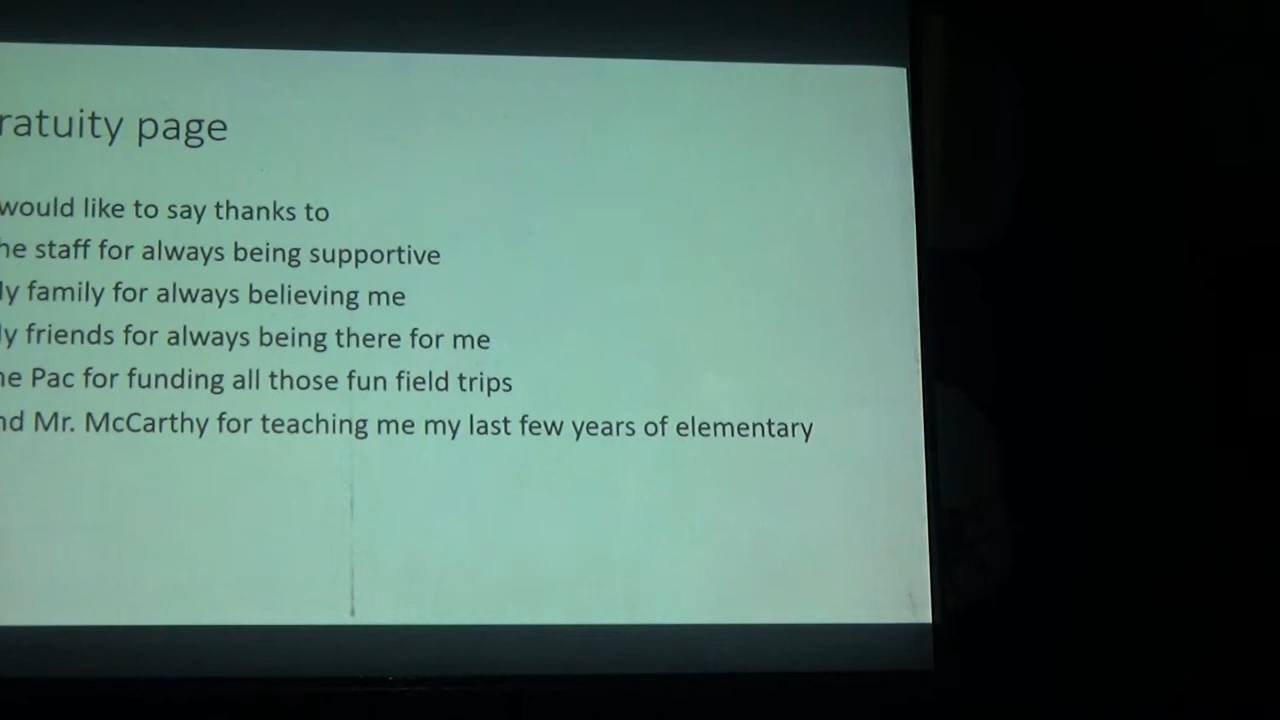 ratuity page
would like to say thanks to
he staff for always being supportive
y family for always believing me
y friends for always being there for me
he Pac for funding all those fun field trips
nd Mr. McCarthy for teaching me my last few years of elementary